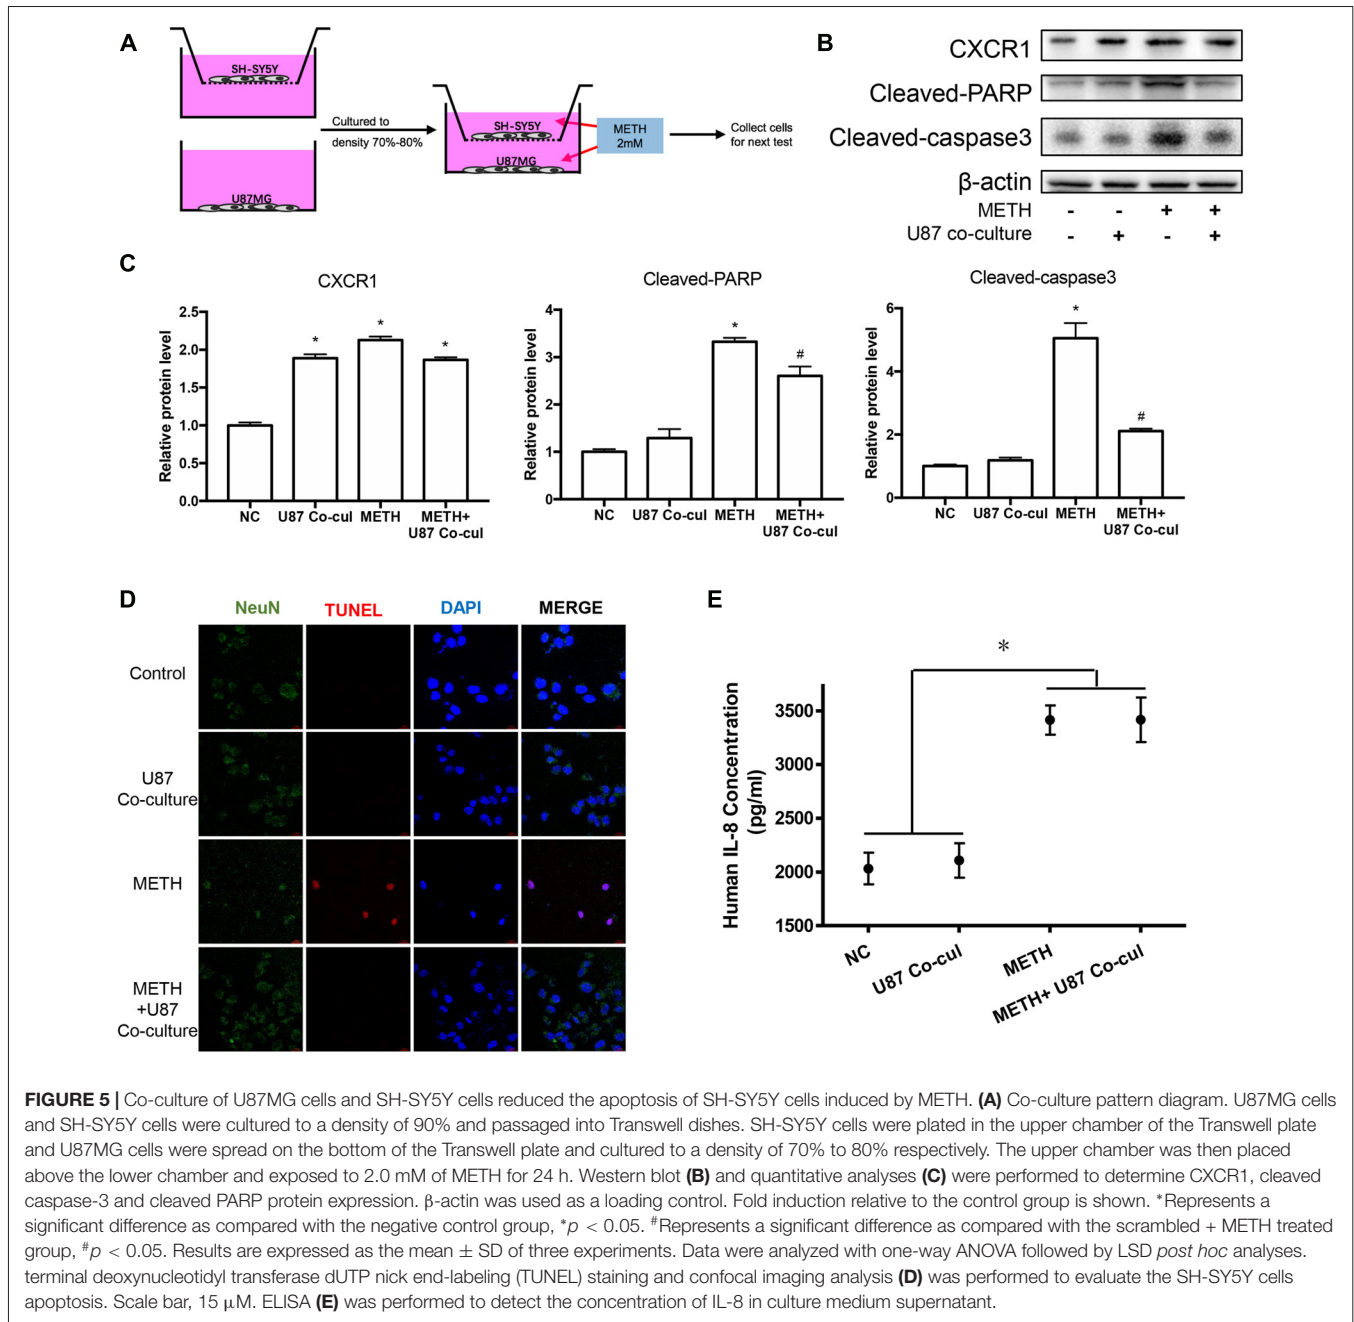 A
SH-SY5Y
U87MG
Cultured to
density 70%-80%
SH-SY5Y
U87MG
METH
2mM
Collect cells
for next test
B
CXCR1
Cleaved-PARP
Cleaved-caspase3
β-actin
METH - - + +
U87 co-culture - + - +
C
CXCR1
Relative protein level
2.5
2.0
1.5
1.0
0.5
0.0
* * *
NC U87 Co-cul METH METH+
U87 Co-cul
Cleaved-PARP
Relative protein level
4
3
2
1
0
* #
NC U87 Co-cul METH METH+
U87 Co-cul
Cleaved-caspase3
Relative protein level
6
4
2
0
* #
NC U87 Co-cul METH METH+
U87 Co-cul
D
NeuN TUNEL DAPI MERGE
Control
U87
Co-culture
METH
METH
+U87
Co-culture
E
*
Human IL-8 Concentration
(pg/ml)
3500
3000
2500
2000
1500
NC
U87 Co-cul
METH
METH+ U87 Co-cul
FIGURE 5 | Co-culture of U87MG cells and SH-SY5Y cells reduced the apoptosis of SH-SY5Y cells induced by METH. (A) Co-culture pattern diagram. U87MG cells
and SH-SY5Y cells were cultured to a density of 90% and passaged into Transwell dishes. SH-SY5Y cells were plated in the upper chamber of the Transwell plate
and U87MG cells were spread on the bottom of the Transwell plate and cultured to a density of 70% to 80% respectively. The upper chamber was then placed
above the lower chamber and exposed to 2.0 mM of METH for 24 h. Western blot (B) and quantitative analyses (C) were performed to determine CXCR1, cleaved
caspase-3 and cleaved PARP protein expression. β-actin was used as a loading control. Fold induction relative to the control group is shown. *Represents a
significant difference as compared with the negative control group, *p < 0.05. #Represents a significant difference as compared with the scrambled + METH treated
group, #p < 0.05. Results are expressed as the mean ± SD of three experiments. Data were analyzed with one-way ANOVA followed by LSD post hoc analyses.
terminal deoxynucleotidyl transferase dUTP nick end-labeling (TUNEL) staining and confocal imaging analysis (D) was performed to evaluate the SH-SY5Y cells
apoptosis. Scale bar, 15 μM. ELISA (E) was performed to detect the concentration of IL-8 in culture medium supernatant.